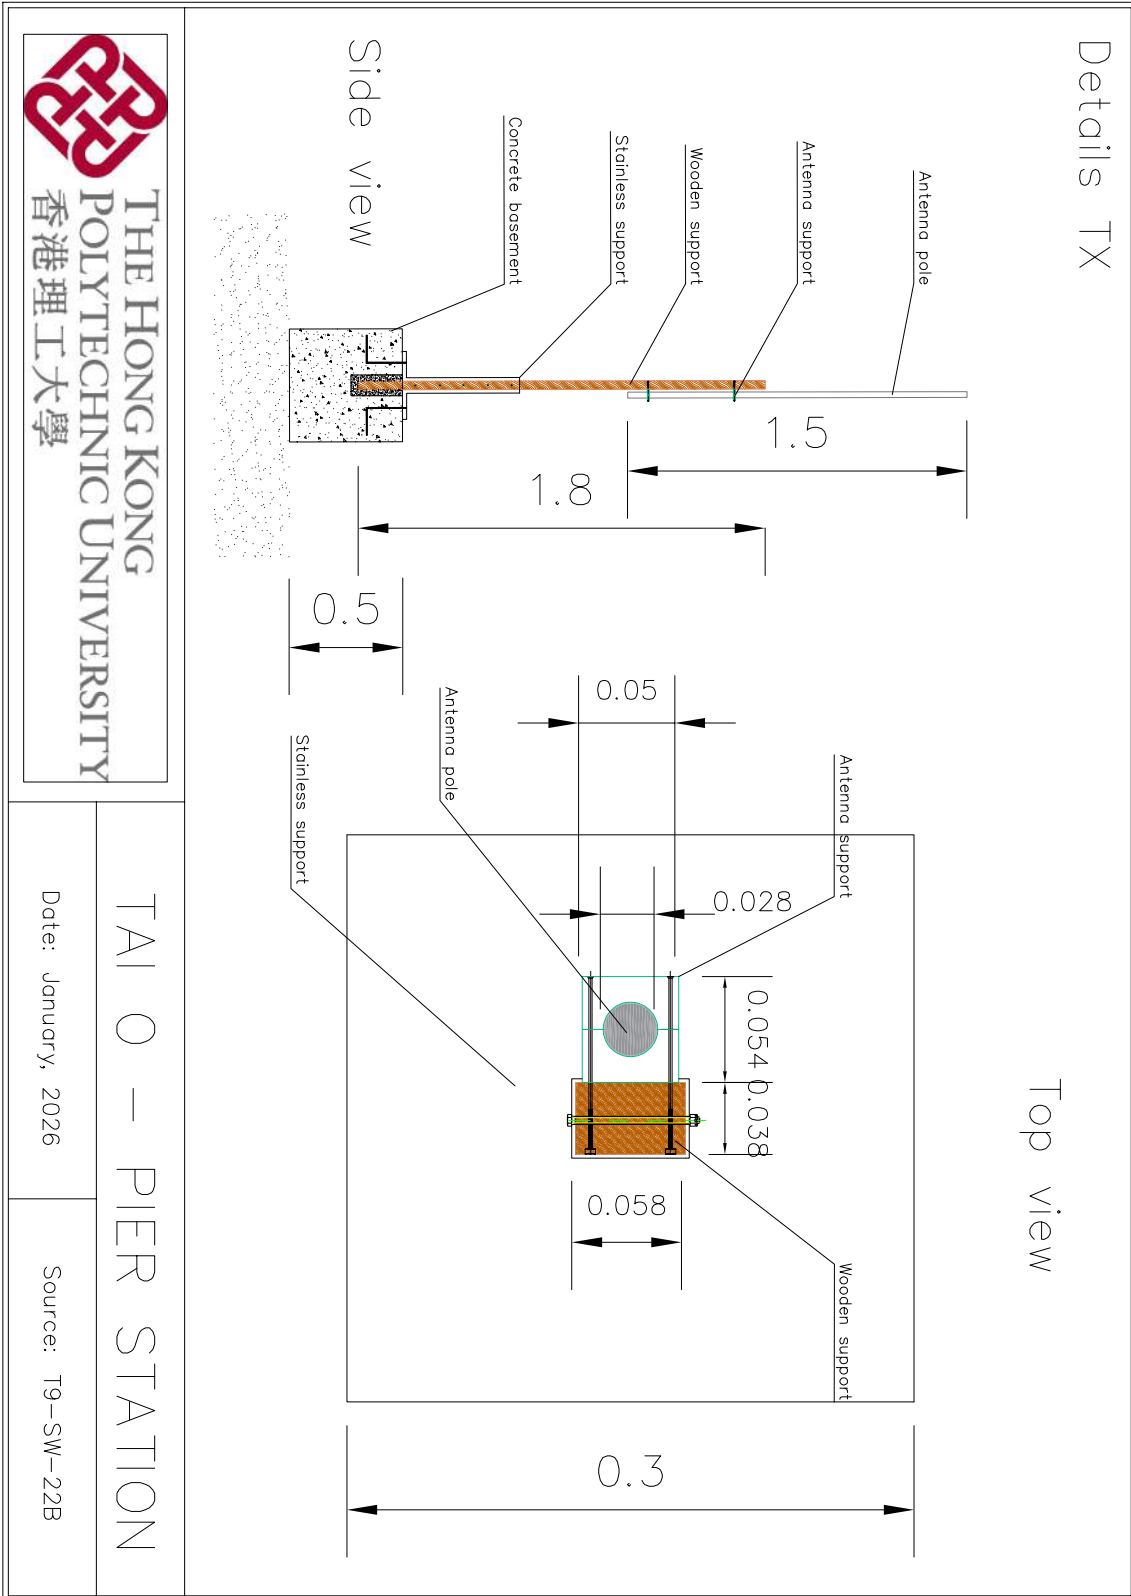 Details TX
Side view
Antenna pole
Antenna support
Wooden support
Stainless support
Concrete basement
1.5
1.8
0.5
Top view
Antenna support
Antenna pole
Stainless support
Wooden support
0.05
0.028
0.054
0.038
0.058
0.3
THE HONG KONG
POLYTECHNIC UNIVERSITY
香港理工大學
TAI O – PIER STATION
Date: January, 2026
Source: T9-SW-22B